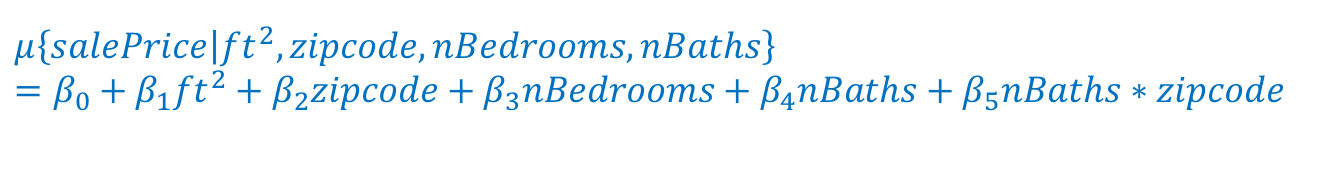 μ{salePrice|ft², zipcode, nBedrooms, nBaths}
= β₀ + β₁ft² + β₂zipcode + β₃nBedrooms + β₄nBaths + β₅nBaths * zipcode